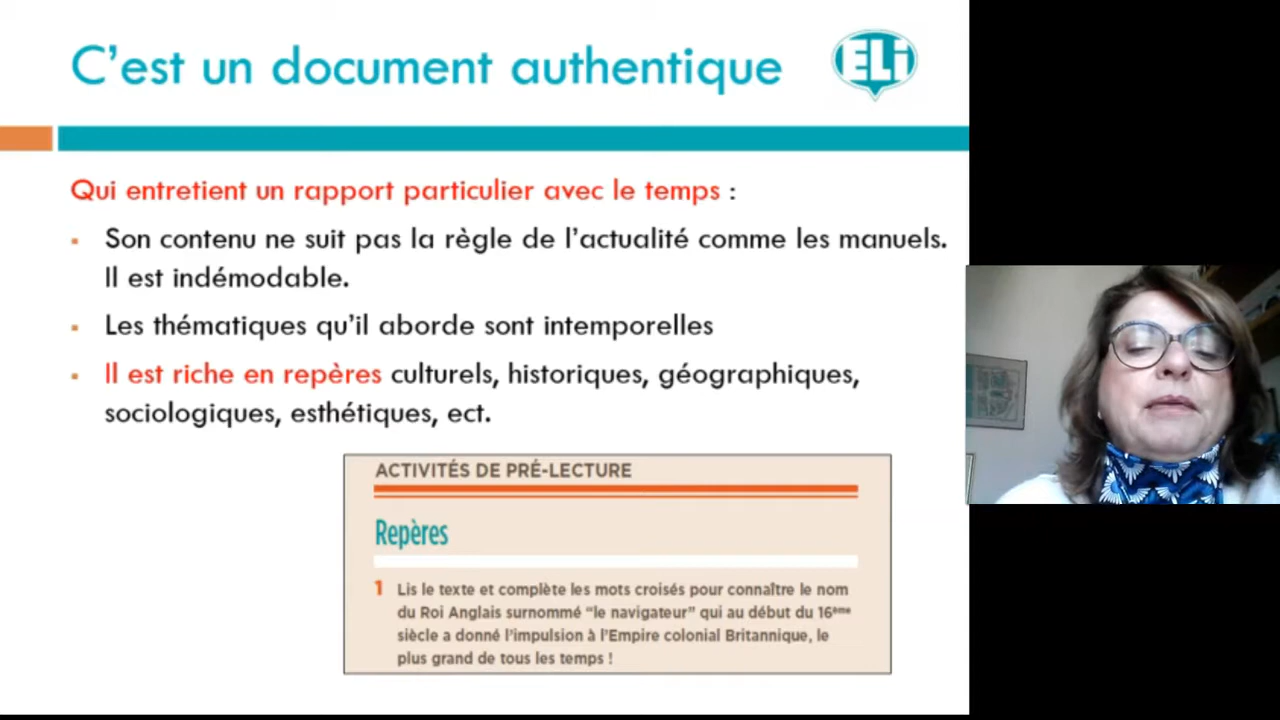 C'est un document authentique
ELi
Qui entretient un rapport particulier avec le temps :
▪ Son contenu ne suit pas la règle de l'actualité comme les manuels.
Il est indémodable.
▪ Les thématiques qu'il aborde sont intemporelles
▪ Il est riche en repères culturels, historiques, géographiques,
sociologiques, esthétiques, ect.
ACTIVITÉS DE PRÉ-LECTURE
Repères
1 Lis le texte et complète les mots croisés pour connaître le nom
du Roi Anglais surnommé “le navigateur” qui au début du 16ème
siècle a donné l'impulsion à l'Empire colonial Britannique, le
plus grand de tous les temps !